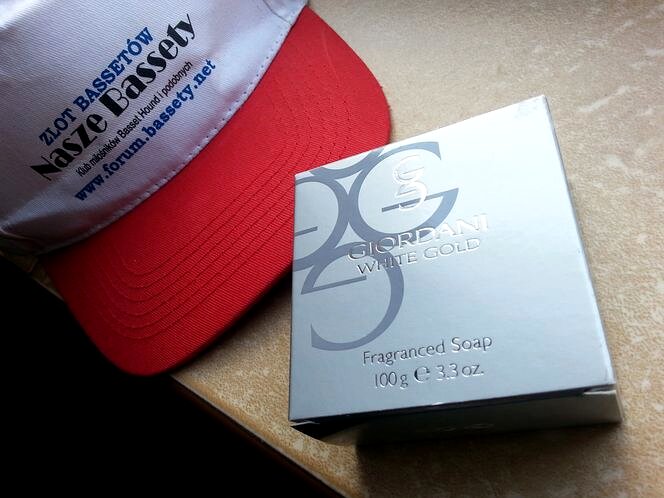 ZLOT BASSETÓW
Nasze Bassety
Klub miłośników Basset Hound i podobnych
www.forum.bassety.net
GIORDANI
WHITE GOLD
Fragranced Soap
100g ℮ 3.3 oz.